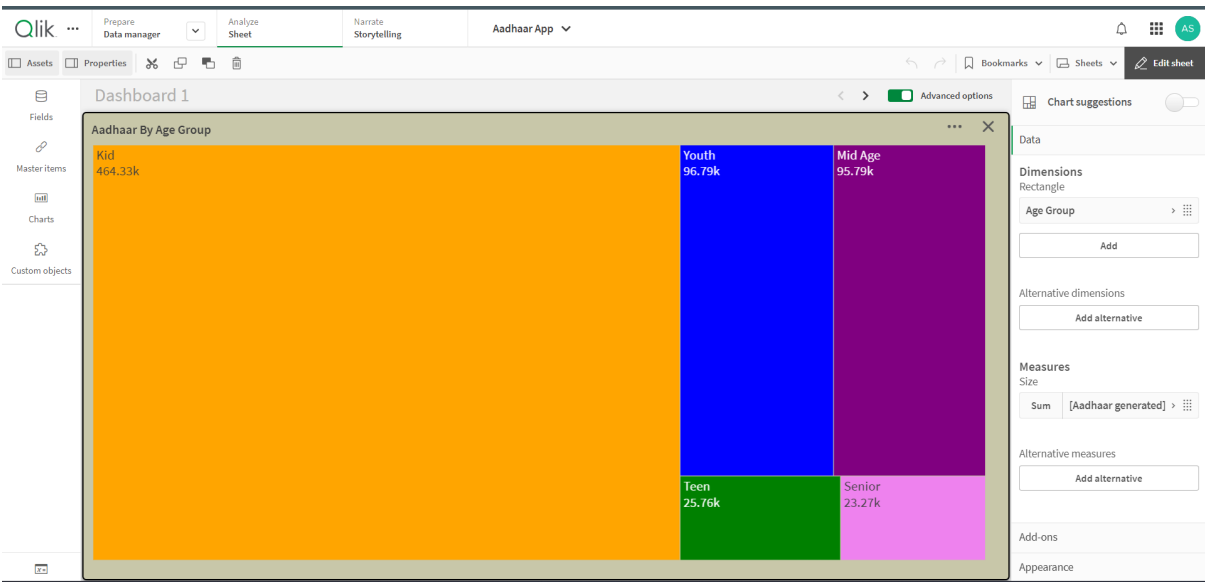 Qlik
Prepare
Data manager
Analyze
Sheet
Narrate
Storytelling
Aadhaar App
AS
Assets
Properties
Bookmarks
Sheets
Edit sheet
Fields
Master items
Charts
Custom objects
Dashboard 1
Advanced options
Aadhaar By Age Group
Kid
464.33k
Youth
96.79k
Mid Age
95.79k
Teen
25.76k
Senior
23.27k
Chart suggestions
Data
Dimensions
Rectangle
Age Group
Add
Alternative dimensions
Add alternative
Measures
Size
Sum [Aadhaar generated]
Alternative measures
Add alternative
Add-ons
Appearance